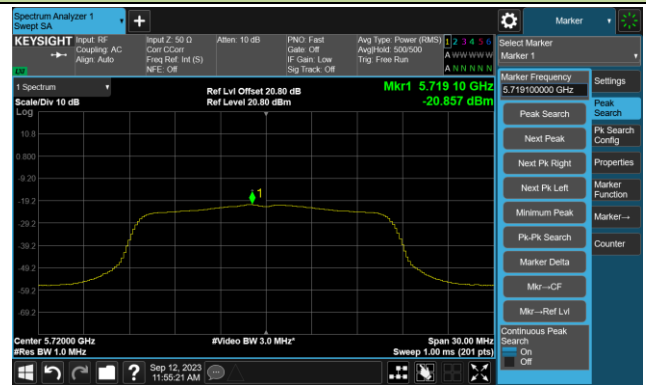 Spectrum Analyzer 1
Swept SA
Marker
KEYSIGHT Input: RF
Coupling: AC
Align: Auto
Input Z: 50 Ω
Corr CCorr
Freq Ref: Int (S)
NFE: Off
Atten: 10 dB
PNO: Fast
Gate: Off
IF Gain: Low
Sig Track: Off
Avg Type: Power (RMS)
Avg|Hold: 500/500
Trig: Free Run
1 2 3 4 5 6
A W W W W W
A N N N N N
LW
Select Marker
Marker 1
1 Spectrum
Scale/Div 10 dB
Log
Ref Lvl Offset 20.80 dB
Ref Level 20.80 dBm
Mkr1 5.719 10 GHz
-20.857 dBm
10.8
0.800
-9.20
-19.2
-29.2
-39.2
-49.2
-59.2
-69.2
1
Center 5.72000 GHz
#Res BW 1.0 MHz
#Video BW 3.0 MHz*
Span 30.00 MHz
Sweep 1.00 ms (201 pts)
Marker Frequency
5.719100000 GHz
Peak Search
Next Peak
Next Pk Right
Next Pk Left
Minimum Peak
Pk-Pk Search
Marker Delta
Mkr→CF
Mkr→Ref Lvl
Continuous Peak
Search
On
Off
Settings
Peak
Search
Pk Search
Config
Properties
Marker
Function
Marker→
Counter
?
Sep 12, 2023
11:55:21 AM